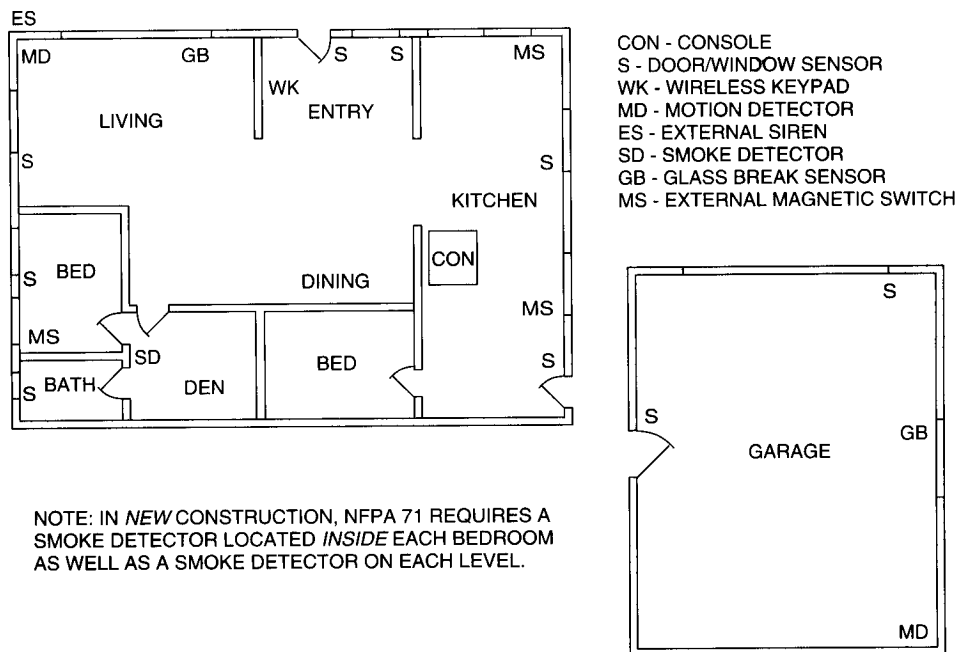 ES
MD
GB
S
S
MS
WK
ENTRY
LIVING
S
S
KITCHEN
BED
CON
S
DINING
MS
MS
SD
BED
S
BATH
DEN
S
CON - CONSOLE
S - DOOR/WINDOW SENSOR
WK - WIRELESS KEYPAD
MD - MOTION DETECTOR
ES - EXTERNAL SIREN
SD - SMOKE DETECTOR
GB - GLASS BREAK SENSOR
MS - EXTERNAL MAGNETIC SWITCH
S
S
GB
GARAGE
MD
NOTE: IN NEW CONSTRUCTION, NFPA 71 REQUIRES A
SMOKE DETECTOR LOCATED INSIDE EACH BEDROOM
AS WELL AS A SMOKE DETECTOR ON EACH LEVEL.